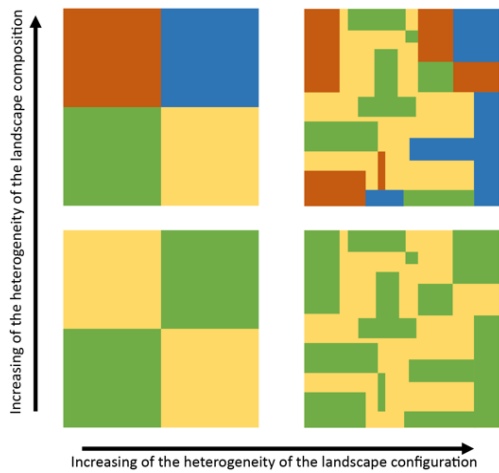 Increasing of the heterogeneity of the landscape composition
Increasing of the heterogeneity of the landscape configuration